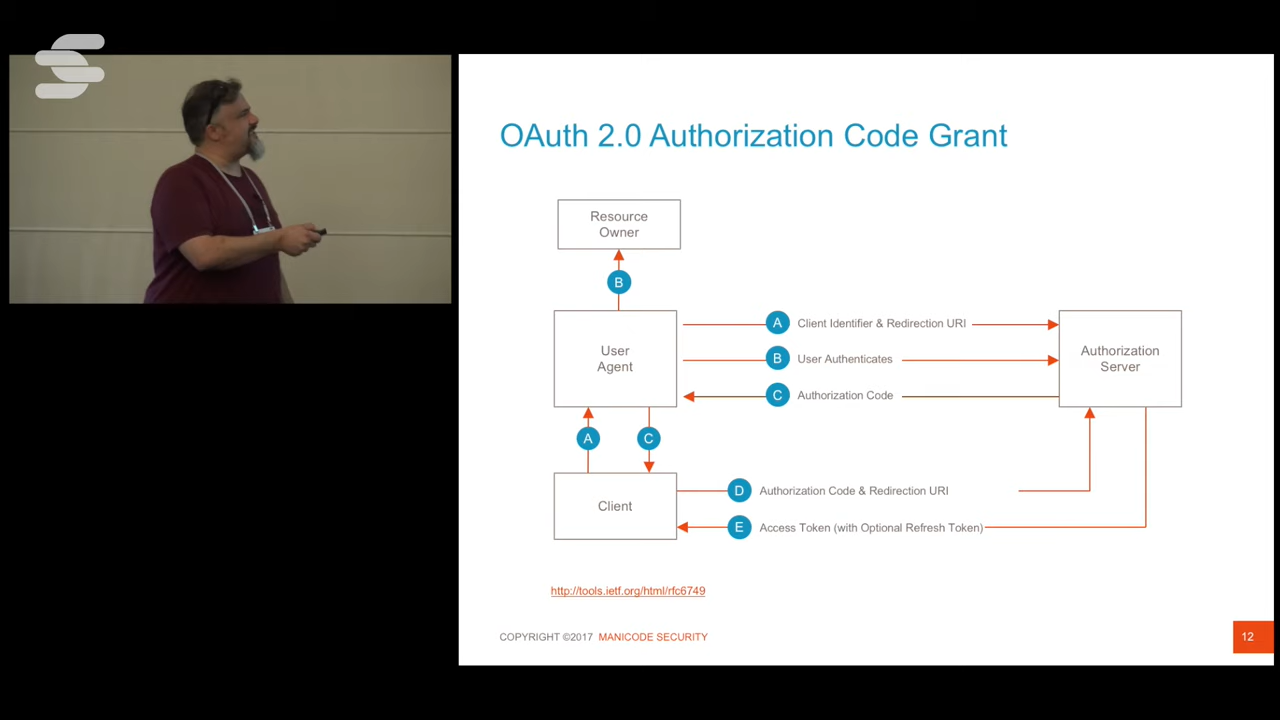 OAuth 2.0 Authorization Code Grant
Resource
Owner
B
User
Agent
A Client Identifier & Redirection URI
B User Authenticates
C Authorization Code
Authorization
Server
A
C
Client
D Authorization Code & Redirection URI
E Access Token (with Optional Refresh Token)
http://tools.ietf.org/html/rfc6749
COPYRIGHT ©2017 MANICODE SECURITY
12